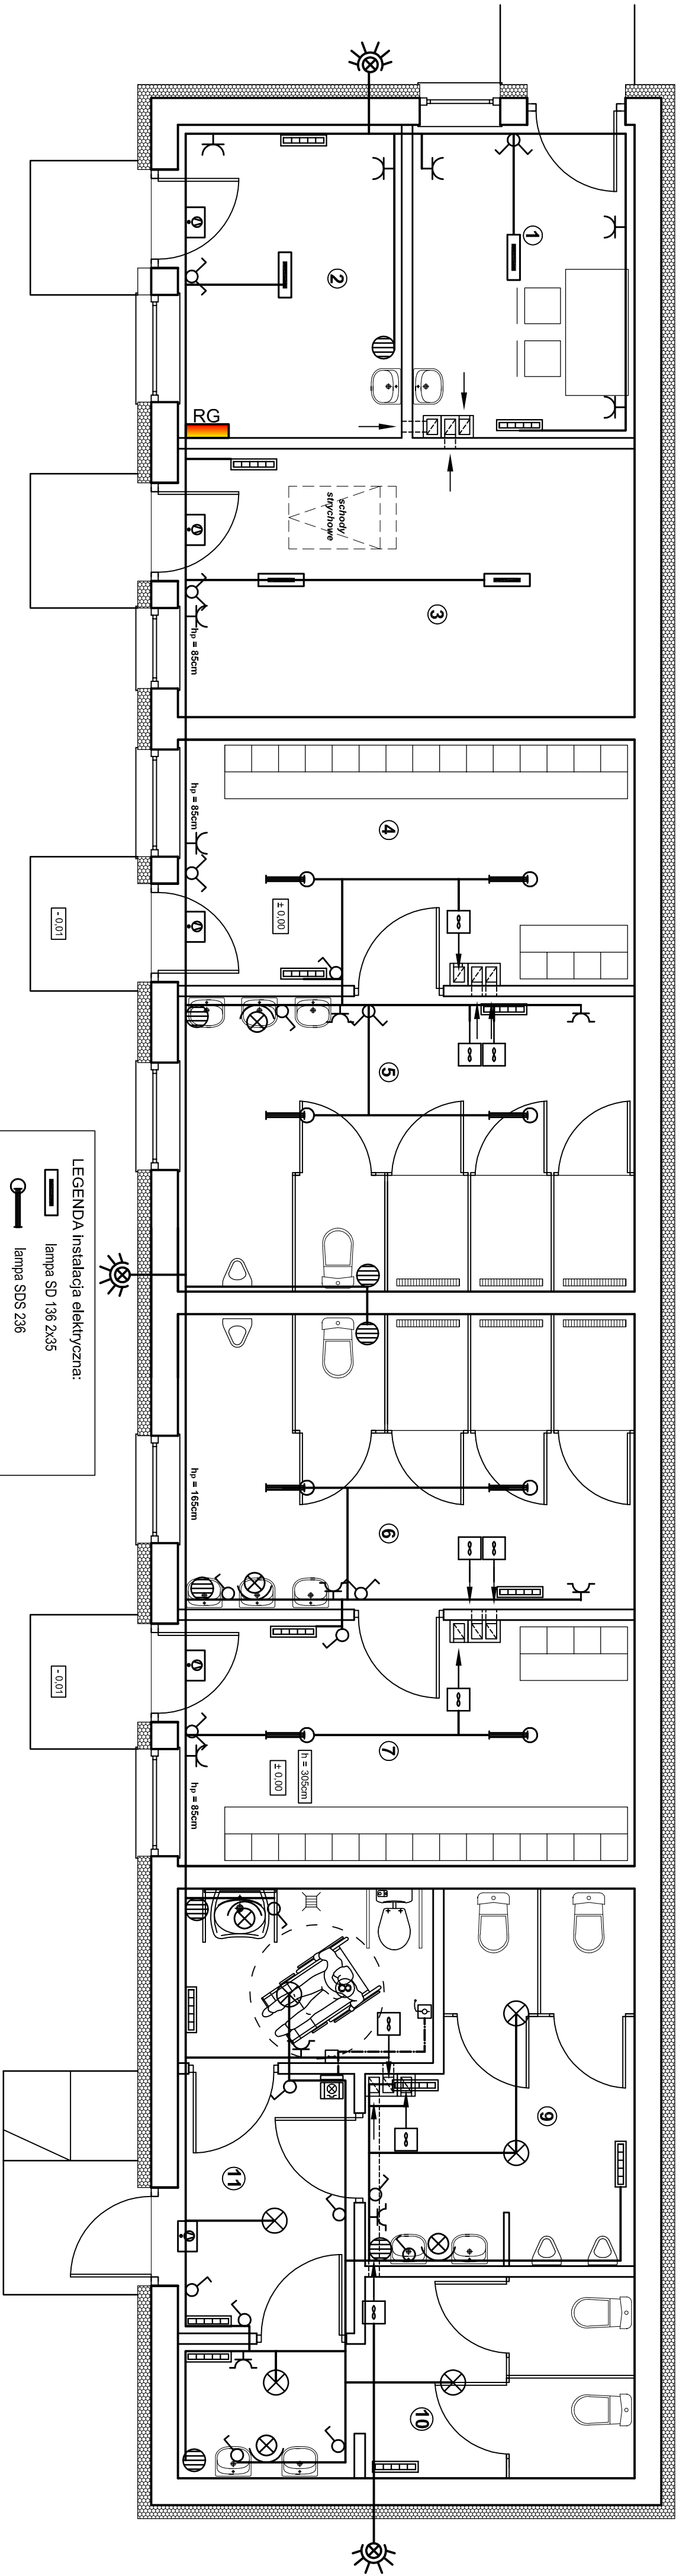 1
2
RG
schody
strychowe
3
hp = 85cm
hp = 85cm
4
± 0,00
- 0,01
5
LEGENDA instalacja elektryczna:
lampa SD 136 2x35
lampa SDS 236
hp = 165cm
6
- 0,01
7
h = 305cm
± 0,00
hp = 85cm
8
9
11
10